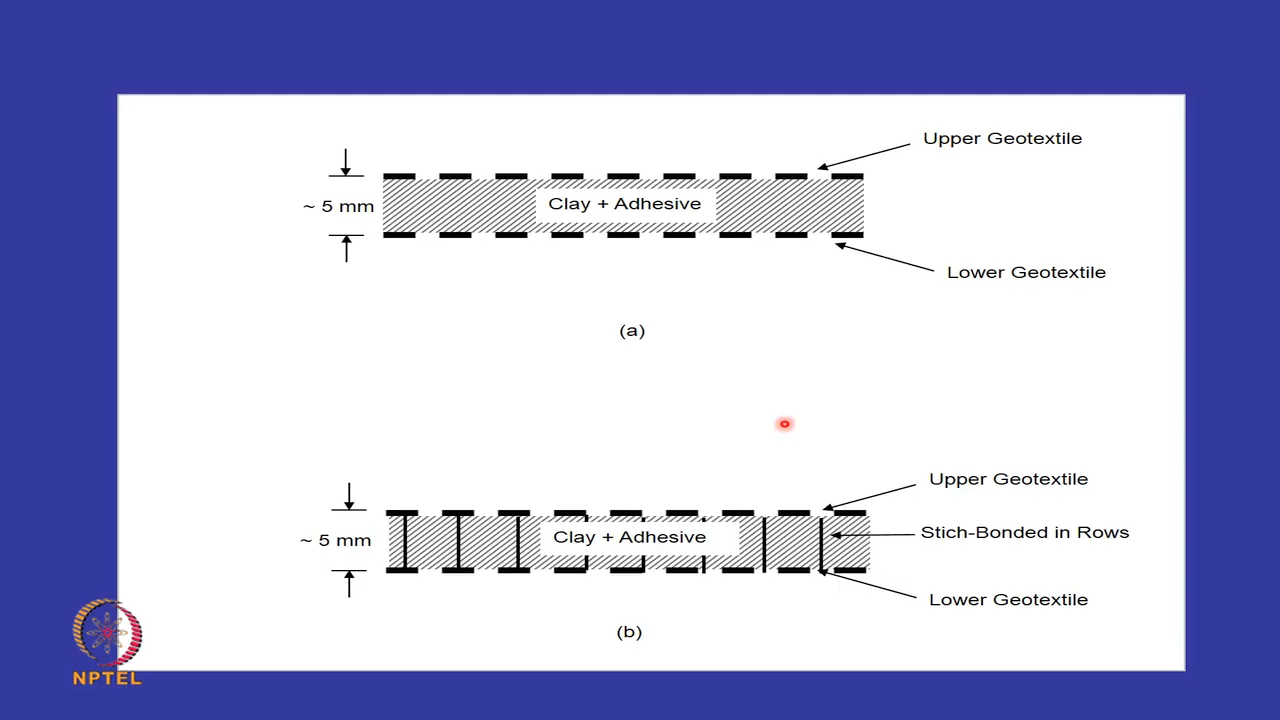 Upper Geotextile
~ 5 mm
Clay + Adhesive
Lower Geotextile
(a)
Upper Geotextile
Stich-Bonded in Rows
~ 5 mm
Clay + Adhesive
Lower Geotextile
(b)
NPTEL